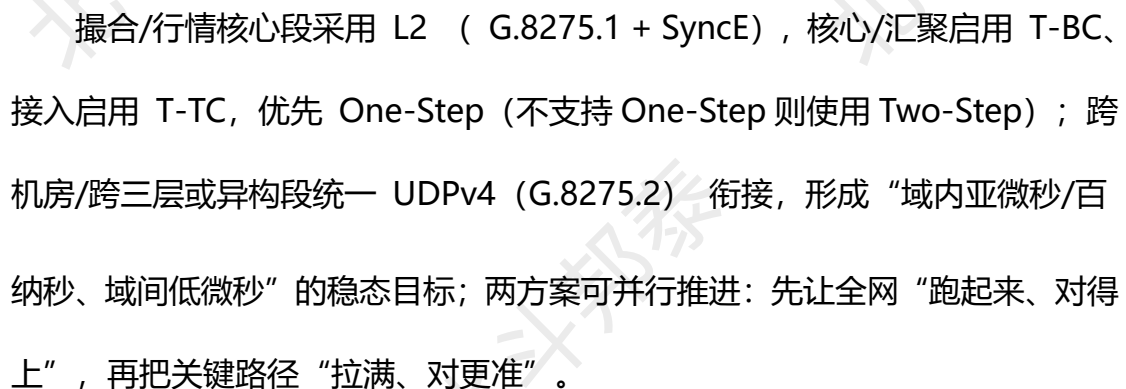 撮合/行情核心段采用 L2 （ G.8275.1 + SyncE），核心/汇聚启用 T-BC、
接入启用 T-TC，优先 One-Step（不支持 One-Step 则使用 Two-Step）；跨
机房/跨三层或异构段统一 UDPv4（G.8275.2） 衔接，形成“域内亚微秒/百
纳秒、域间低微秒”的稳态目标；两方案可并行推进：先让全网“跑起来、对得
上”，再把关键路径“拉满、对更准”。
斗邦泰